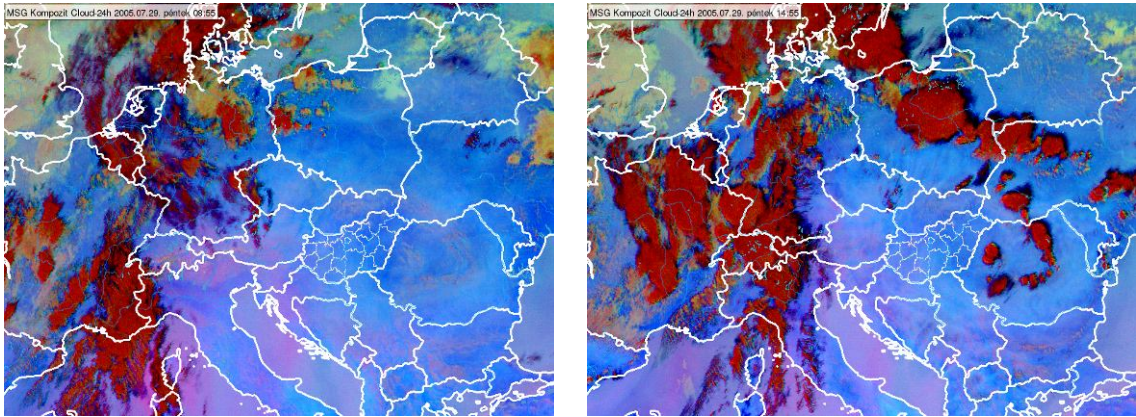 MSG Kompozit Cloud-24h 2005.07.29. péntek 08:55
MSG Kompozit Cloud-24h 2005.07.29. péntek 14:55